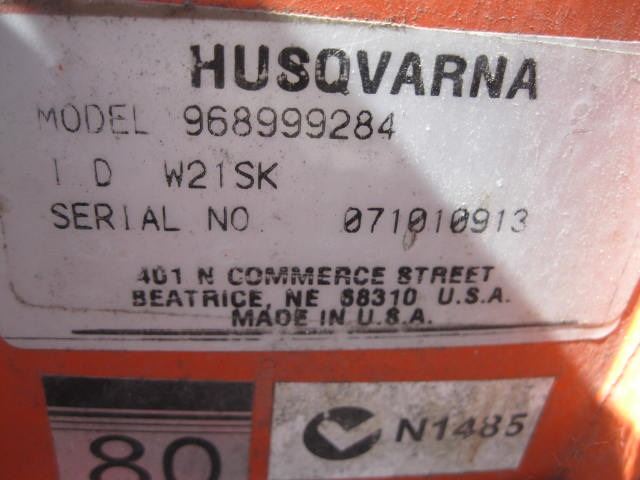 HUSQVARNA
MODEL 968999284
I D W21SK
SERIAL NO. 071010913
401 N COMMERCE STREET
BEATRICE, NE 68310 U.S.A.
MADE IN U.S.A.
80
N1485